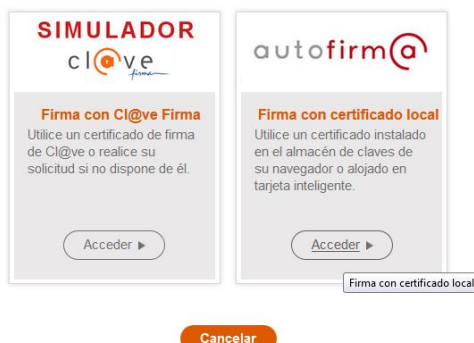 SIMULADOR
cl@ve
firma
autofirm@
Firma con Cl@ve Firma
Utilice un certificado de firma
de Cl@ve o realice su
solicitud si no dispone de él.
Acceder
Firma con certificado local
Utilice un certificado instalado
en el almacén de claves de
su navegador o alojado en
tarjeta inteligente.
Acceder
Firma con certificado local
Cancelar